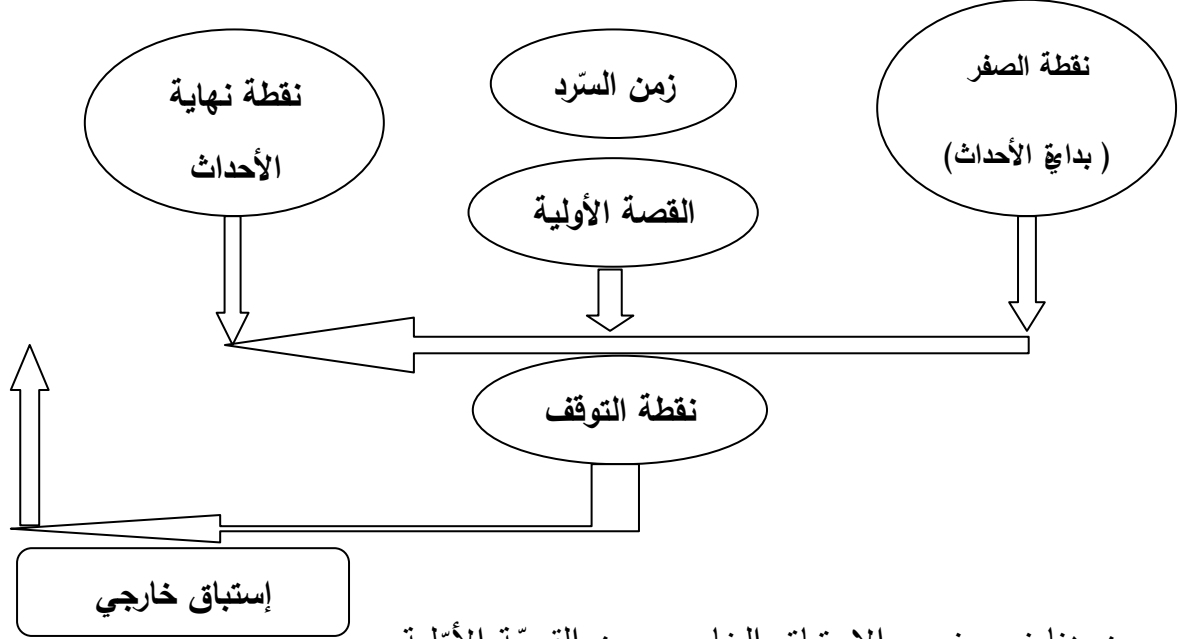 نقطة الصفر
( بداية الأحداث)
زمن السّرد
نقطة نهاية
الأحداث
القصة الأولية
نقطة التوقف
إستباق خارجي